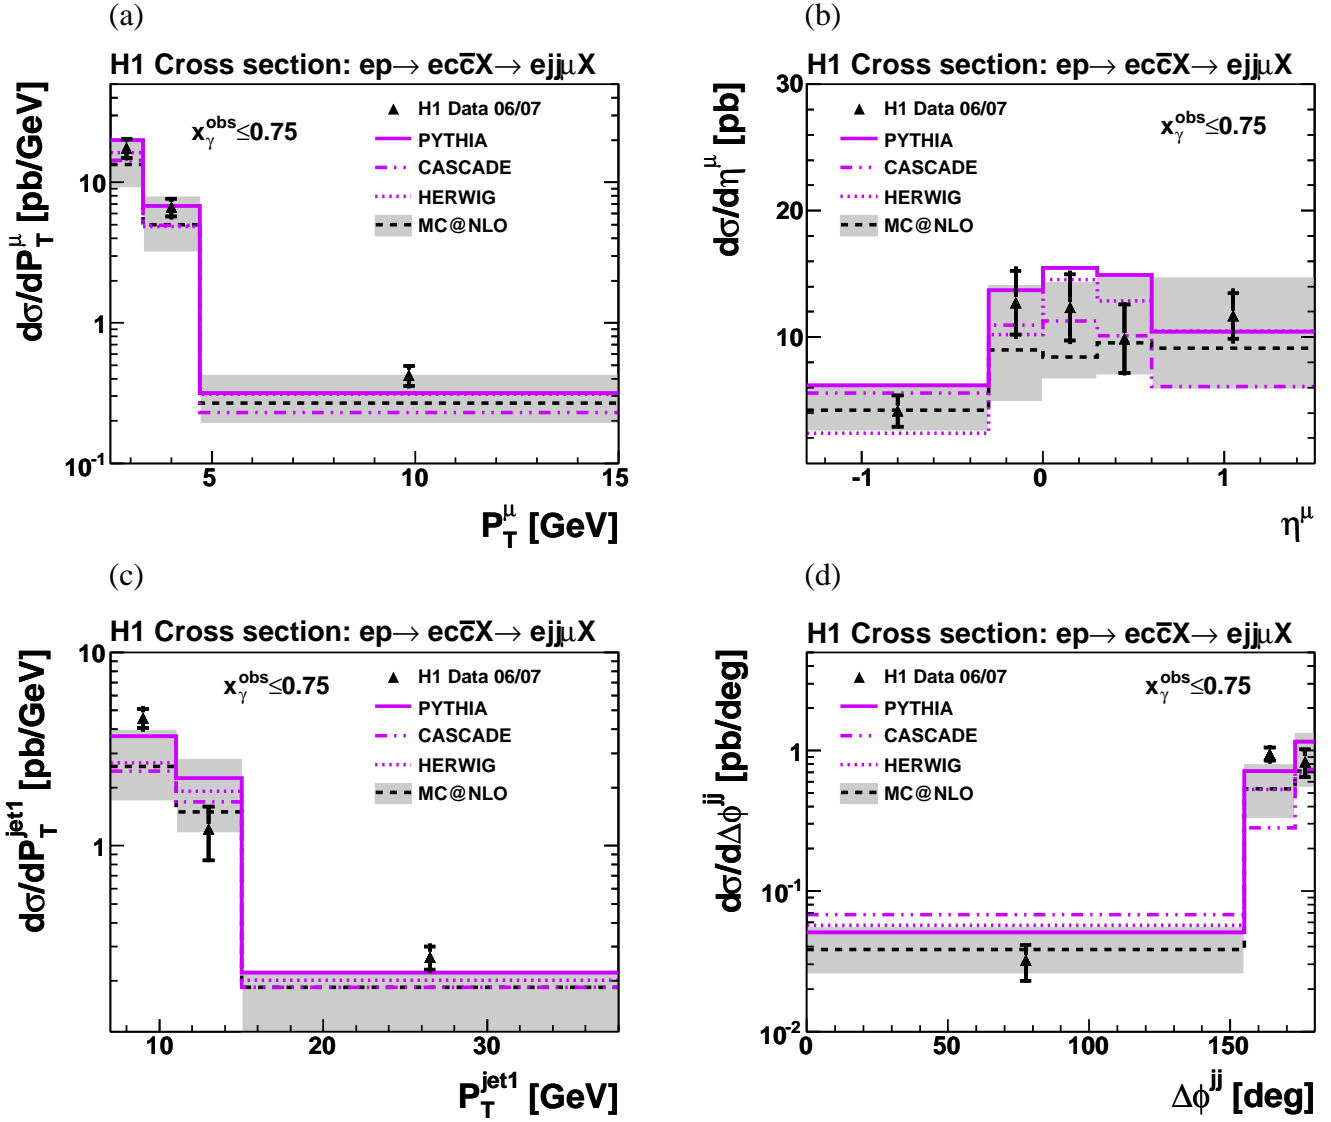 (a)
H1 Cross section: ep→ ecc̅X→ ejjμX
dσ/dP_T^μ [pb/GeV]
x_γ^obs≤0.75
H1 Data 06/07
PYTHIA
CASCADE
HERWIG
MC@NLO
10
1
10^-1
5 10 15
P_T^μ [GeV]
(b)
H1 Cross section: ep→ ecc̅X→ ejjμX
dσ/dη^μ [pb]
x_γ^obs≤0.75
H1 Data 06/07
PYTHIA
CASCADE
HERWIG
MC@NLO
30
20
10
-1 0 1
η^μ
(c)
H1 Cross section: ep→ ecc̅X→ ejjμX
dσ/dP_T^jet1 [pb/GeV]
x_γ^obs≤0.75
H1 Data 06/07
PYTHIA
CASCADE
HERWIG
MC@NLO
10
1
10 20 30
P_T^jet1 [GeV]
(d)
H1 Cross section: ep→ ecc̅X→ ejjμX
dσ/dΔϕ^jj [pb/deg]
x_γ^obs≤0.75
H1 Data 06/07
PYTHIA
CASCADE
HERWIG
MC@NLO
1
10^-1
10^-2
0 50 100 150
Δϕ^jj [deg]